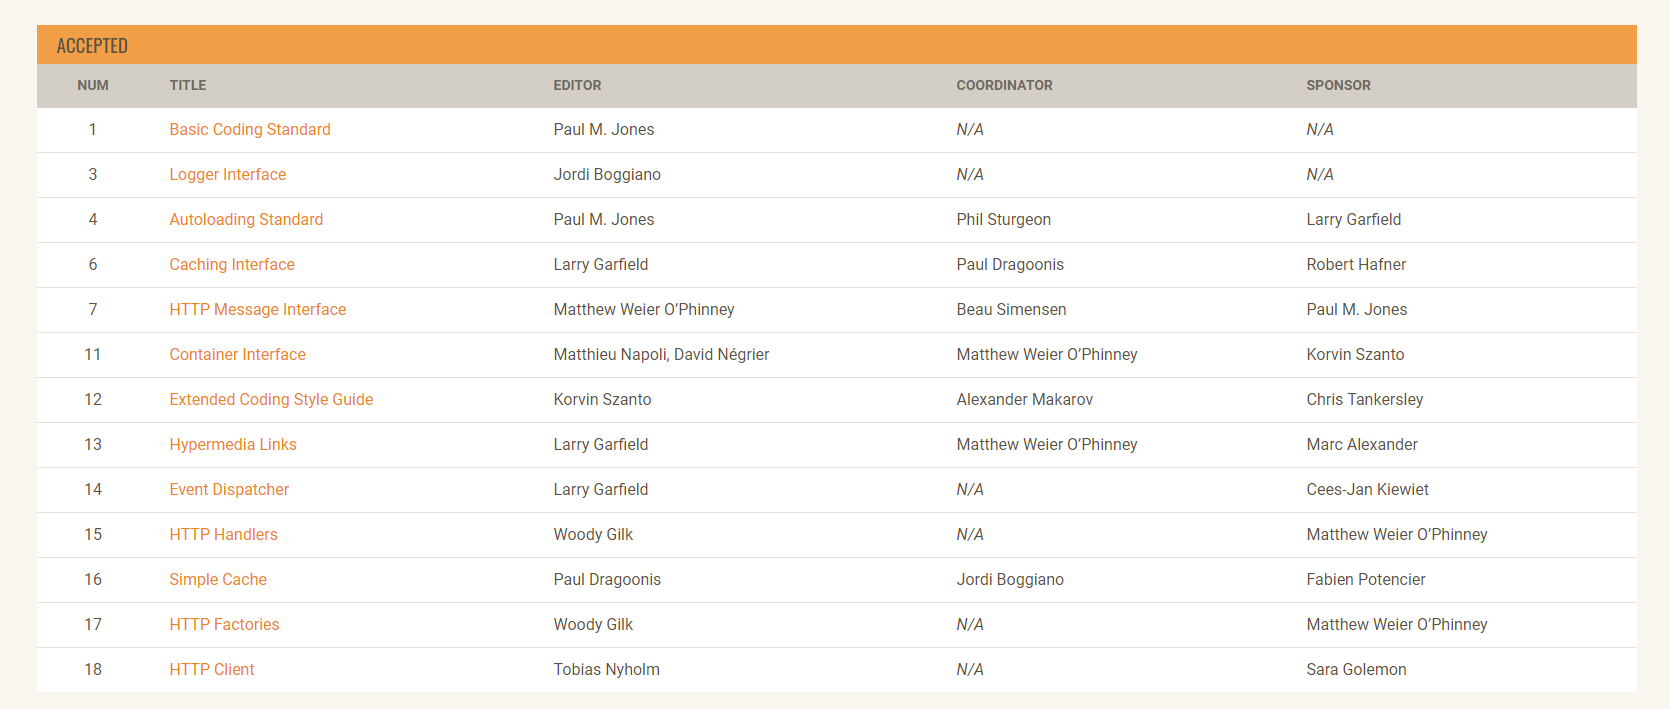 ACCEPTED
NUM TITLE EDITOR COORDINATOR SPONSOR
1 Basic Coding Standard Paul M. Jones N/A N/A
3 Logger Interface Jordi Boggiano N/A N/A
4 Autoloading Standard Paul M. Jones Phil Sturgeon Larry Garfield
6 Caching Interface Larry Garfield Paul Dragoonis Robert Hafner
7 HTTP Message Interface Matthew Weier O’Phinney Beau Simensen Paul M. Jones
11 Container Interface Matthieu Napoli, David Négrier Matthew Weier O’Phinney Korvin Szanto
12 Extended Coding Style Guide Korvin Szanto Alexander Makarov Chris Tankersley
13 Hypermedia Links Larry Garfield Matthew Weier O’Phinney Marc Alexander
14 Event Dispatcher Larry Garfield N/A Cees-Jan Kiewiet
15 HTTP Handlers Woody Gilk N/A Matthew Weier O’Phinney
16 Simple Cache Paul Dragoonis Jordi Boggiano Fabien Potencier
17 HTTP Factories Woody Gilk N/A Matthew Weier O’Phinney
18 HTTP Client Tobias Nyholm N/A Sara Golemon